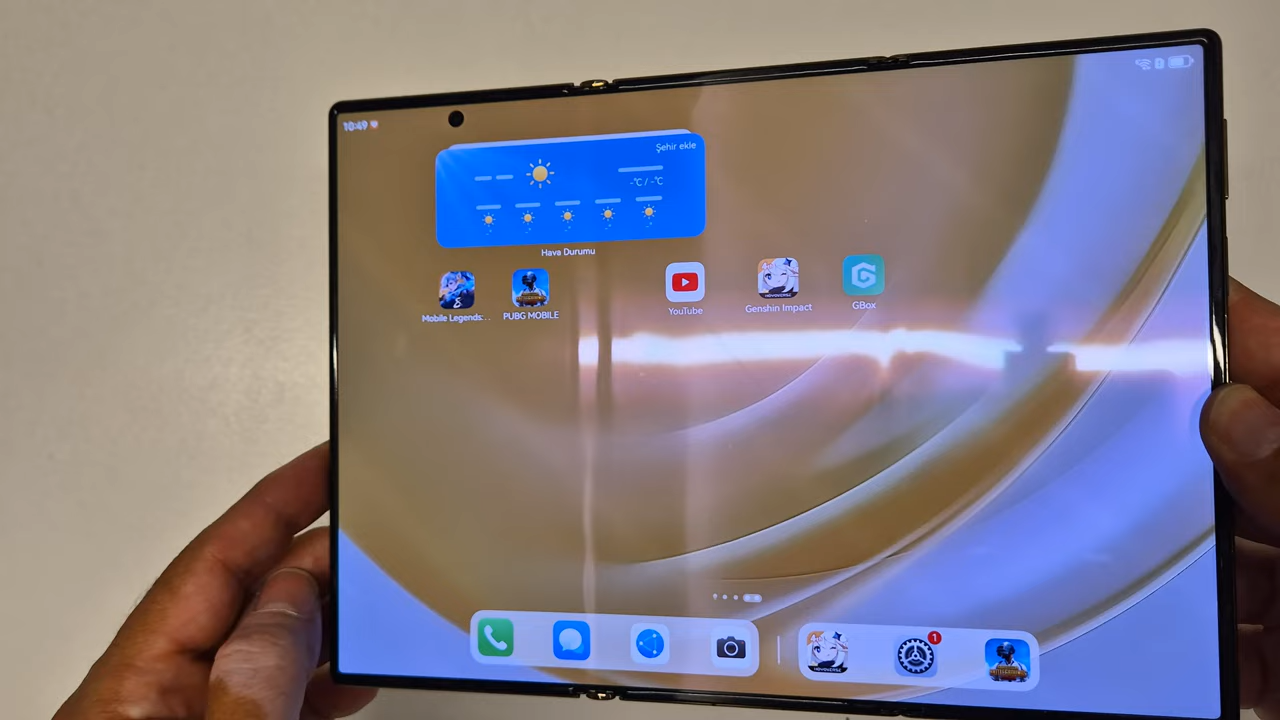 10:49
Şehir ekle
-°C / -°C
Hava Durumu
Mobile Legends:...
PUBG MOBILE
YouTube
Genshin Impact
GBox
1